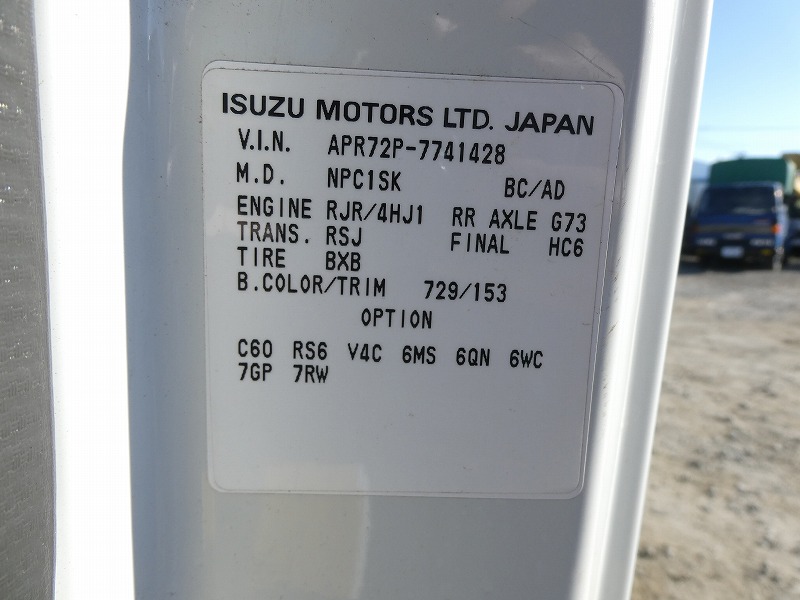 ISUZU MOTORS LTD. JAPAN
V.I.N. APR72P-7741428
M.D. NPC1SK BC/AD
ENGINE RJR/4HJ1 RR AXLE G73
TRANS. RSJ FINAL HC6
TIRE BXB
B.COLOR/TRIM 729/153
OPTION
C60 RS6 V4C 6MS 6QN 6WC
7GP 7RW